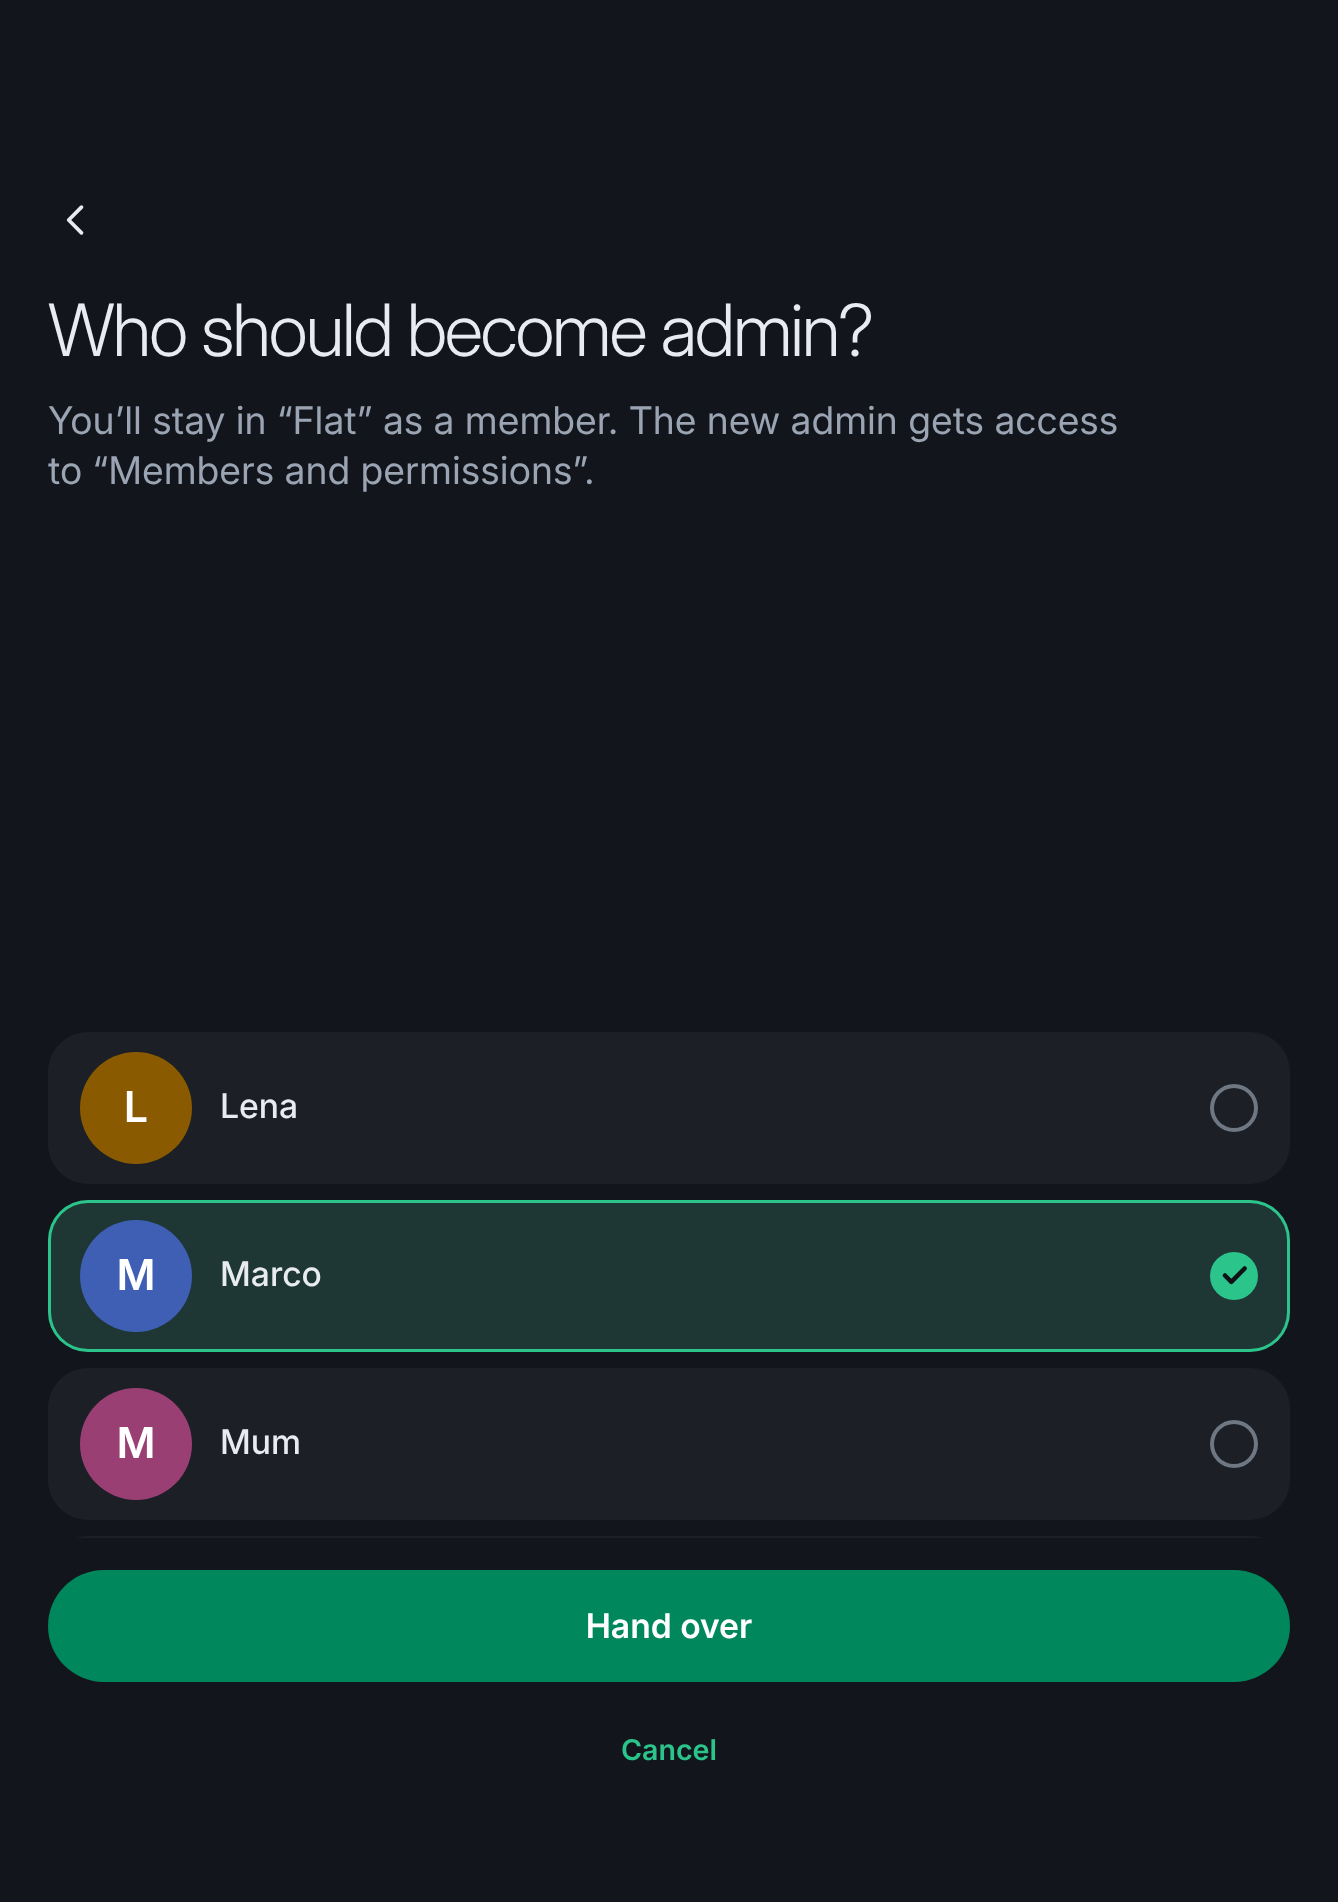 Who should become admin?
You’ll stay in “Flat” as a member. The new admin gets access
to “Members and permissions”.
L
Lena
M
Marco
M
Mum
Hand over
Cancel